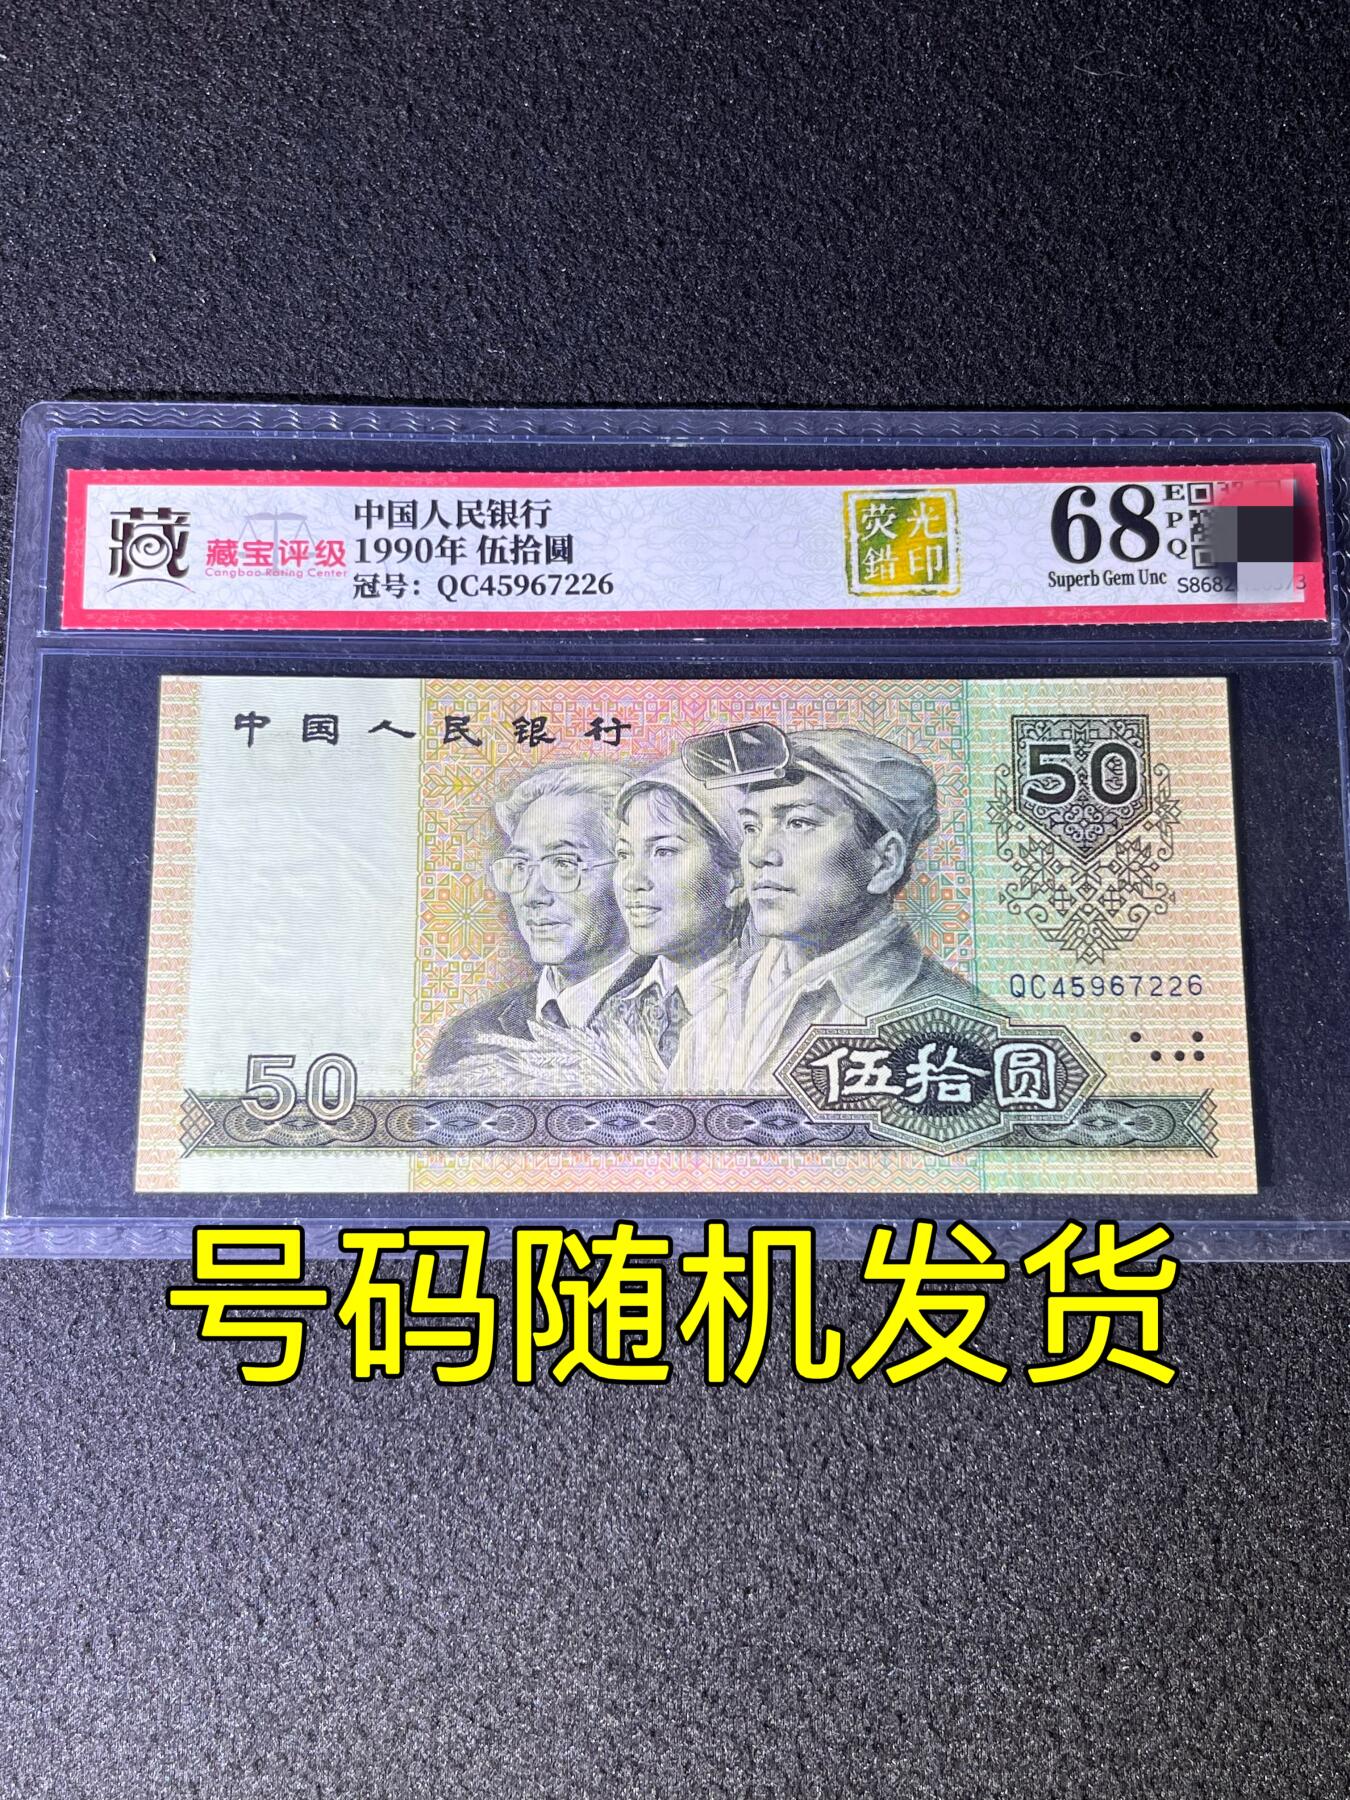 藏
藏宝评级
Cangbao Rating Center
中国人民银行
1990年 伍拾圆
冠号：QC45967226
荧光
錯印
68
EPQ
Superb Gem Unc
中国人民银行
50
QC45967226
50
伍拾圆
号码随机发货